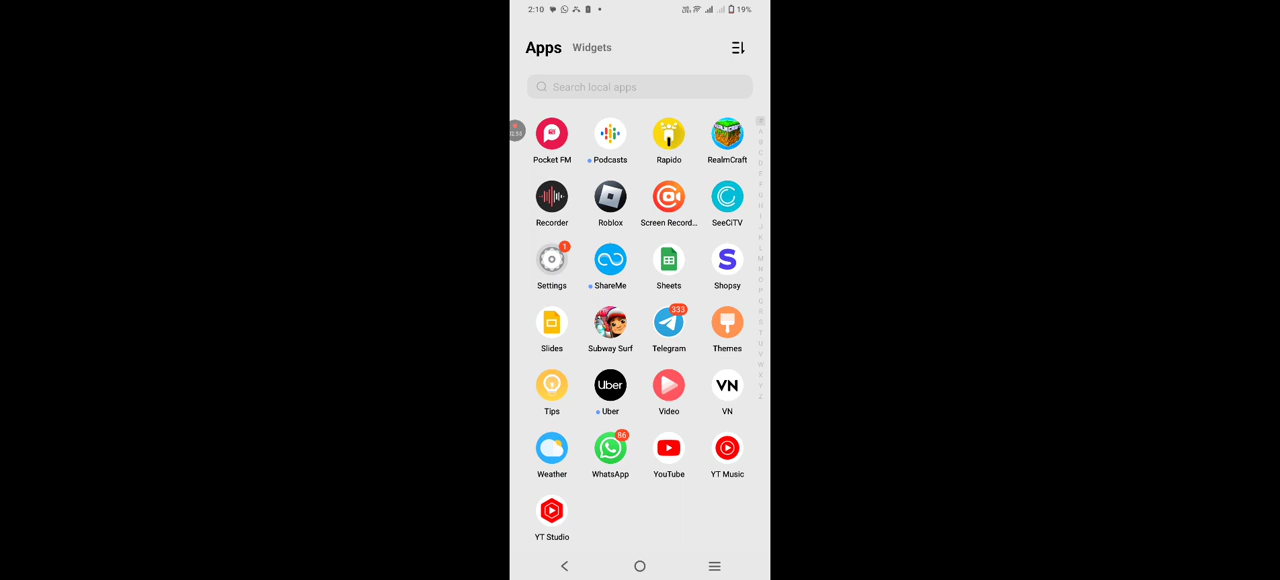 2:10 19%
Apps Widgets
Search local apps
Pocket FM Podcasts Rapido RealmCraft
Recorder Roblox Screen Record... SeeCiTV
1
Settings ShareMe Sheets Shopsy
333
Slides Subway Surf Telegram Themes
Uber VN
Tips Uber Video VN
86
Weather WhatsApp YouTube YT Music
YT Studio
A
B
C
D
E
F
G
H
I
J
K
L
M
N
O
P
Q
R
S
T
U
V
W
X
Y
Z